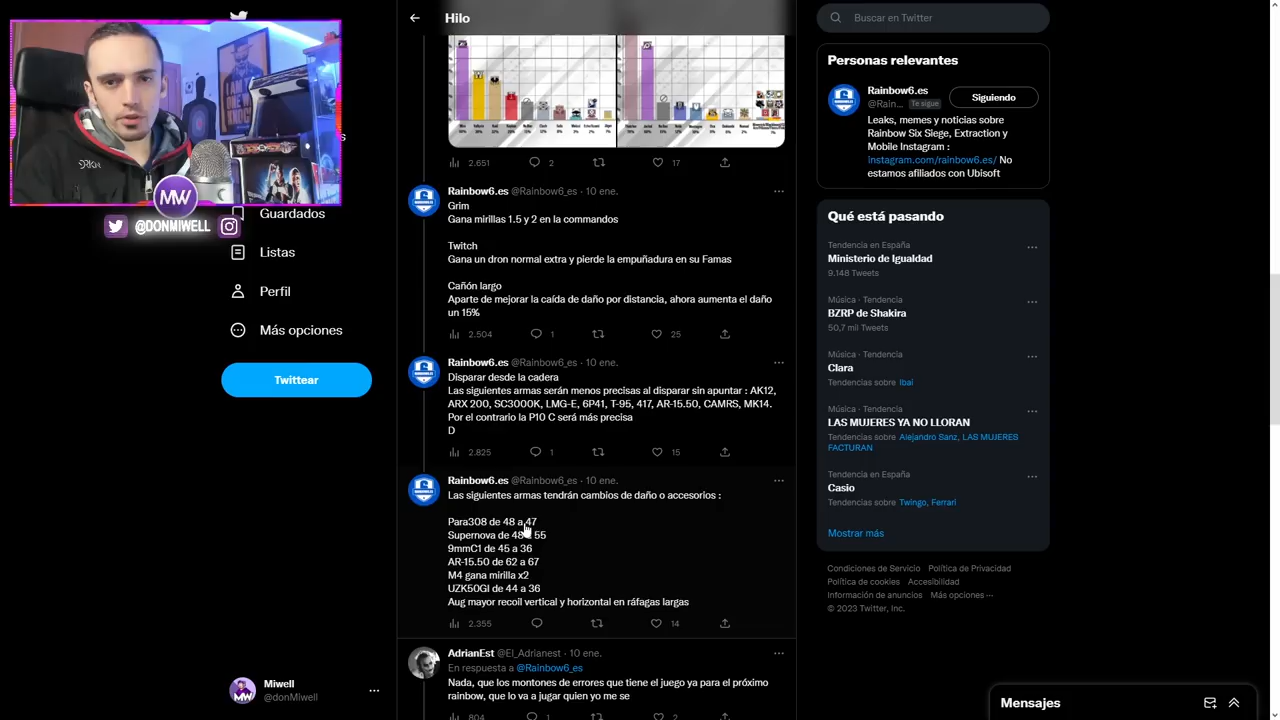 Hilo
Buscar en Twitter
DRKR
MW
@DONMIWELL
Guardados
Listas
Perfil
Más opciones
Twittear
Miwell
@donMiwell
2.651
2
17
Rainbow6.es @Rainbow6_es · 10 ene.
Grim
Gana mirillas 1.5 y 2 en la commandos
Twitch
Gana un dron normal extra y pierde la empuñadura en su Famas
Cañón largo
Aparte de mejorar la caída de daño por distancia, ahora aumenta el daño
un 15%
2.504
1
25
Rainbow6.es @Rainbow6_es · 10 ene.
Disparar desde la cadera
Las siguientes armas serán menos precisas al disparar sin apuntar : AK12,
ARX 200, SC3000K, LMG-E, 6P41, T-95, 417, AR-15.50, CAMRS, MK14.
Por el contrario la P10 C será más precisa
D
2.825
1
15
Rainbow6.es @Rainbow6_es · 10 ene.
Las siguientes armas tendrán cambios de daño o accesorios :
Para308 de 48 a 47
Supernova de 48 55
9mmC1 de 45 a 36
AR-15.50 de 62 a 67
M4 gana mirilla x2
UZK50GI de 44 a 36
Aug mayor recoil vertical y horizontal en ráfagas largas
2.355
14
AdrianEst @El_Adrianest · 10 ene.
En respuesta a @Rainbow6_es
Nada, que los montones de errores que tiene el juego ya para el próximo
rainbow, que lo va a jugar quien yo me se
804
1
2
Personas relevantes
Rainbow6.es
@Rain... Te sigue
Siguiendo
Leaks, memes y noticias sobre
Rainbow Six Siege, Extraction y
Mobile Instagram :
instagram.com/rainbow6.es/ No
estamos afiliados con Ubisoft
Qué está pasando
Tendencia en España
Ministerio de Igualdad
9.148 Tweets
Música · Tendencia
BZRP de Shakira
50,7 mil Tweets
Música · Tendencia
Clara
Tendencias sobre Ibai
Música · Tendencia
LAS MUJERES YA NO LLORAN
Tendencias sobre Alejandro Sanz, LAS MUJERES
FACTURAN
Tendencia en España
Casio
Tendencias sobre Twingo, Ferrari
Mostrar más
Condiciones de Servicio Política de Privacidad
Política de cookies Accesibilidad
Información de anuncios Más opciones ···
© 2023 Twitter, Inc.
Mensajes